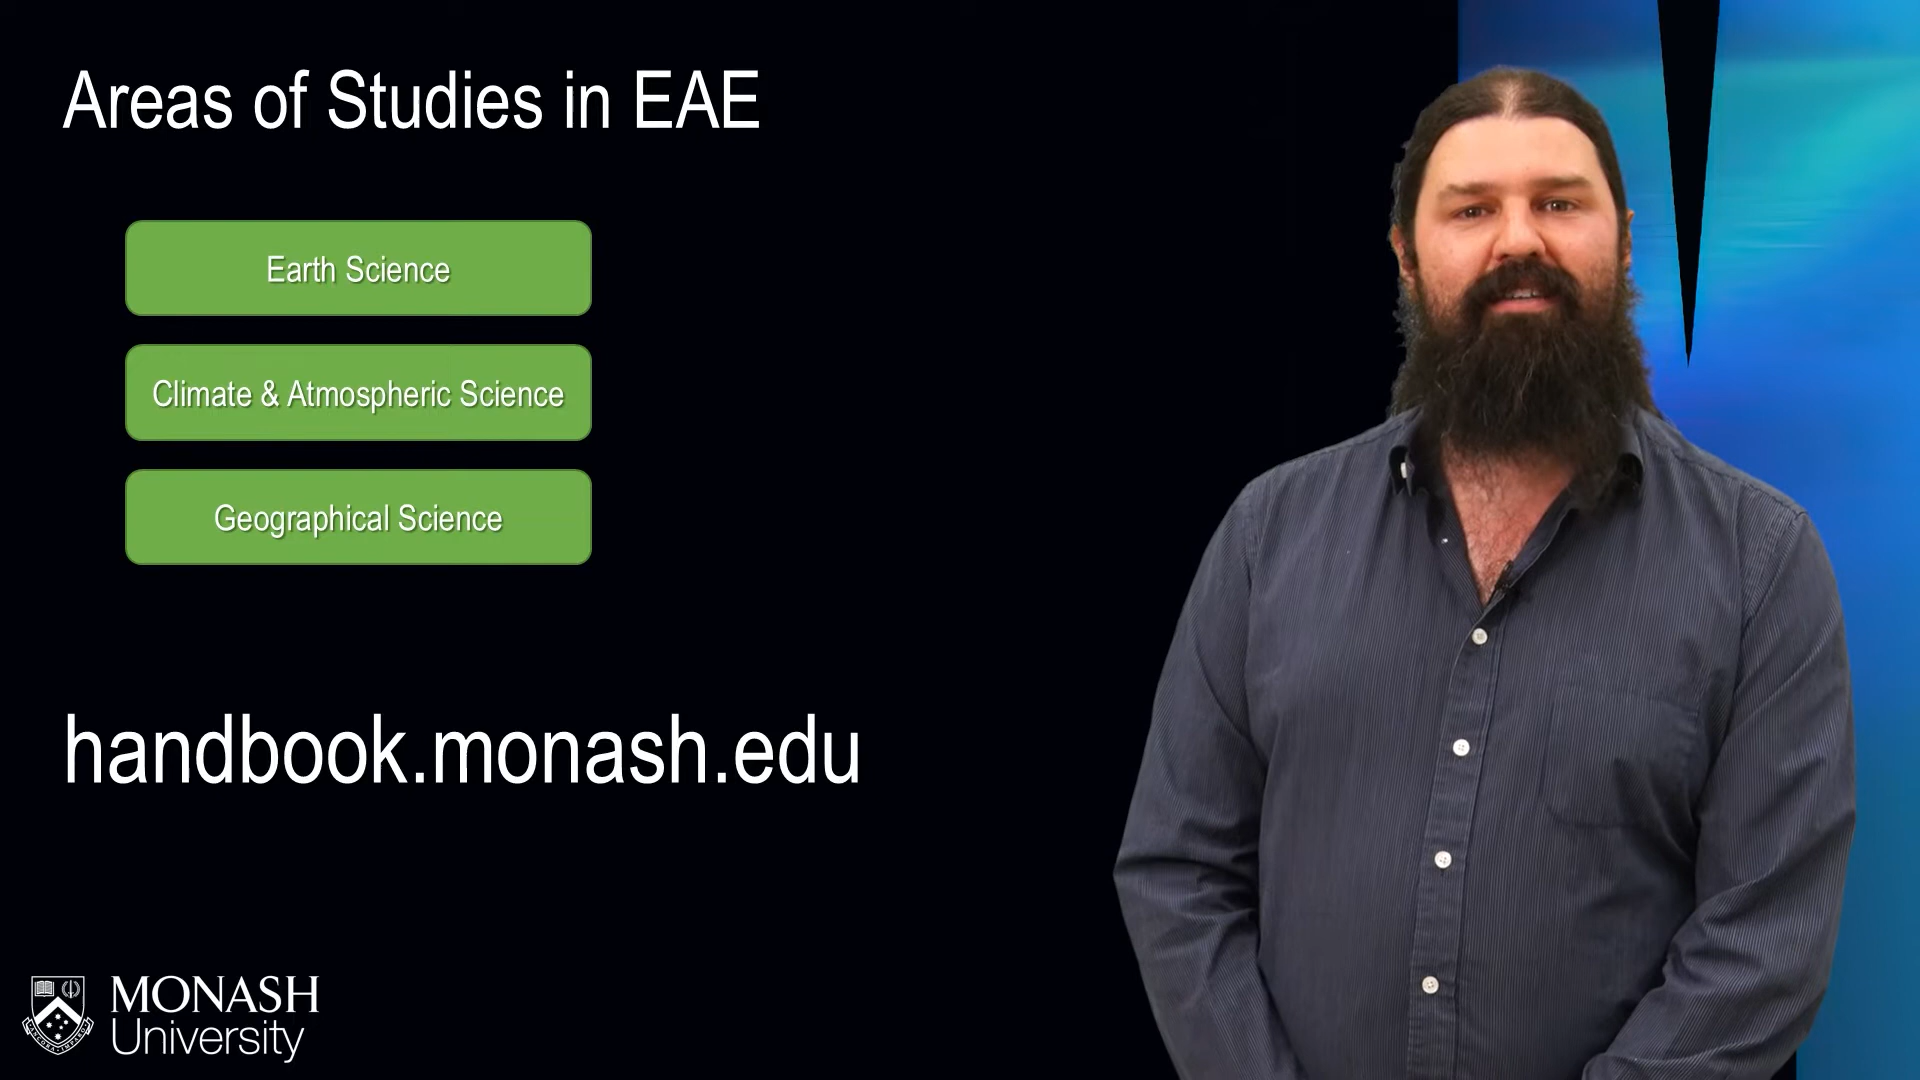 Areas of Studies in EAE
Earth Science
Climate & Atmospheric Science
Geographical Science
handbook.monash.edu
MONASH
University